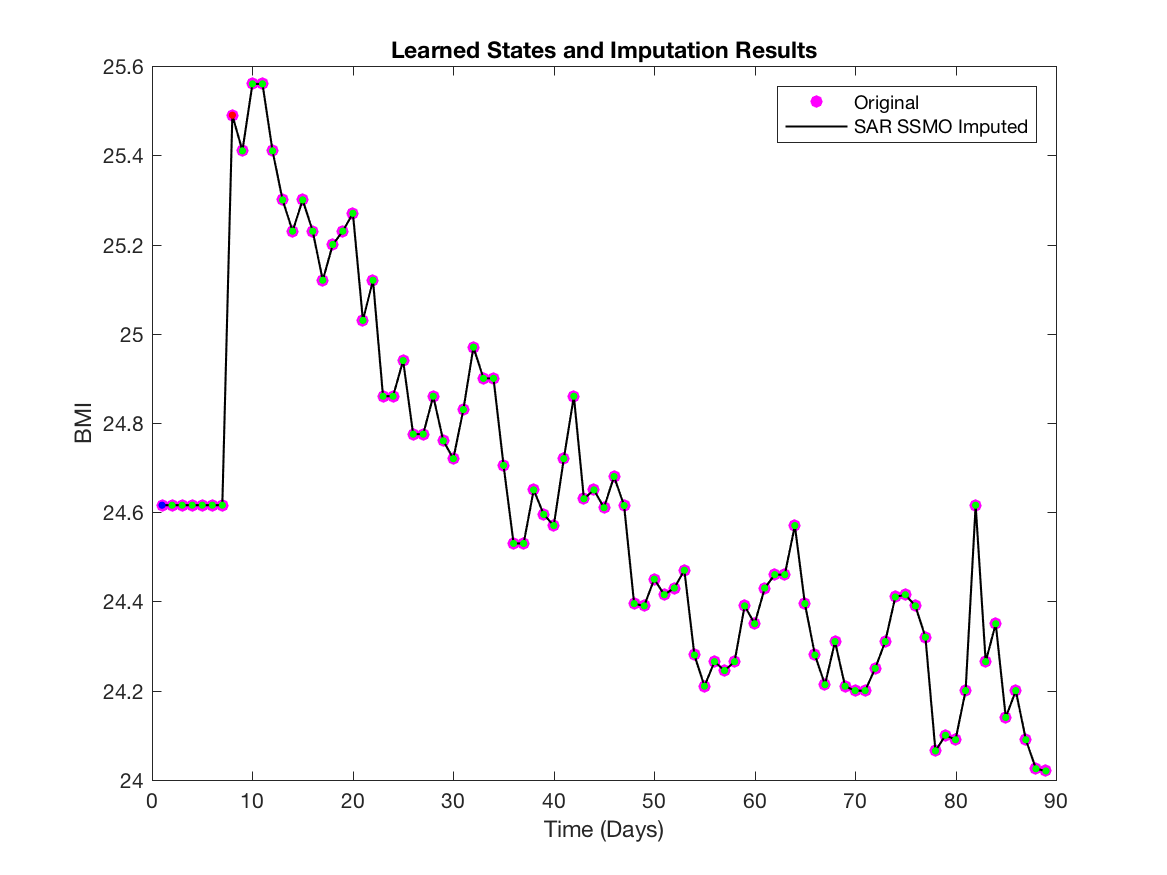 Learned States and Imputation Results
Original
SAR SSMO Imputed
25.6
25.4
25.2
25
24.8
24.6
24.4
24.2
24
BMI
0 10 20 30 40 50 60 70 80 90
Time (Days)